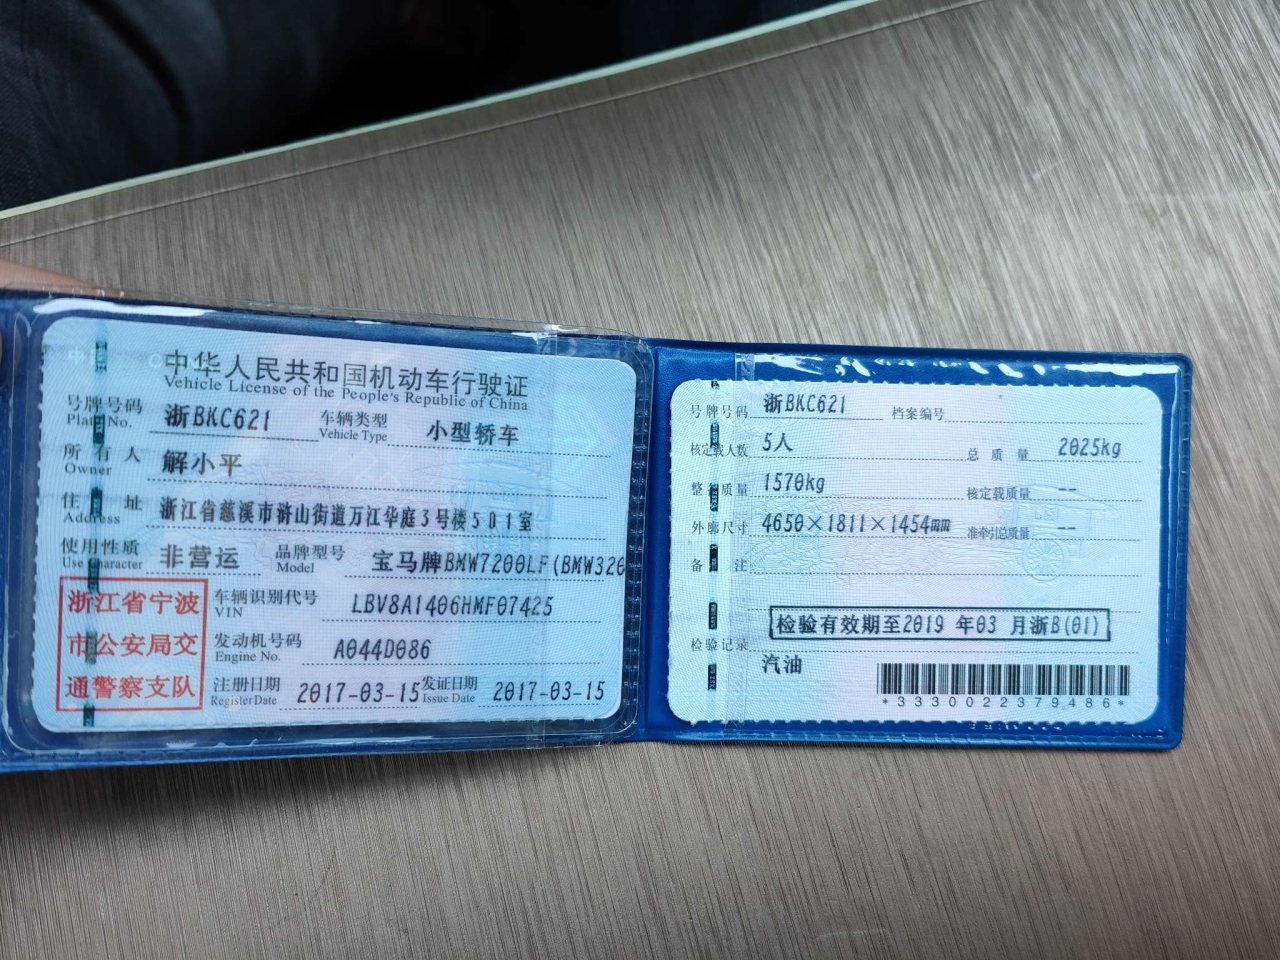 中华人民共和国机动车行驶证
Vehicle License of the People's Republic of China
号牌号码 浙BKC621 车辆类型 小型轿车
Plate No. Vehicle Type
所有人 解小平
Owner
住址 浙江省慈溪市浒山街道万江华庭3号楼501室
Address
使用性质 非营运 品牌型号 宝马牌BMW7200LF(BMW320
Use Character Model
浙江省宁波
市公安局交
通警察支队
车辆识别代号 LBV8A1406HMF07425
VIN
发动机号码 A044D086
Engine No.
注册日期 2017-03-15 发证日期 2017-03-15
Register Date Issue Date
号牌号码 浙BKC621 档案编号
核定载人数 5人 总质量 2025kg
整备质量 1570kg 核定载质量 --
外廓尺寸 4650×1811×1454mm 准牵引总质量 --
备注
检验有效期至2019 年03 月浙B(01)
检验记录
汽油
*3330022379486*